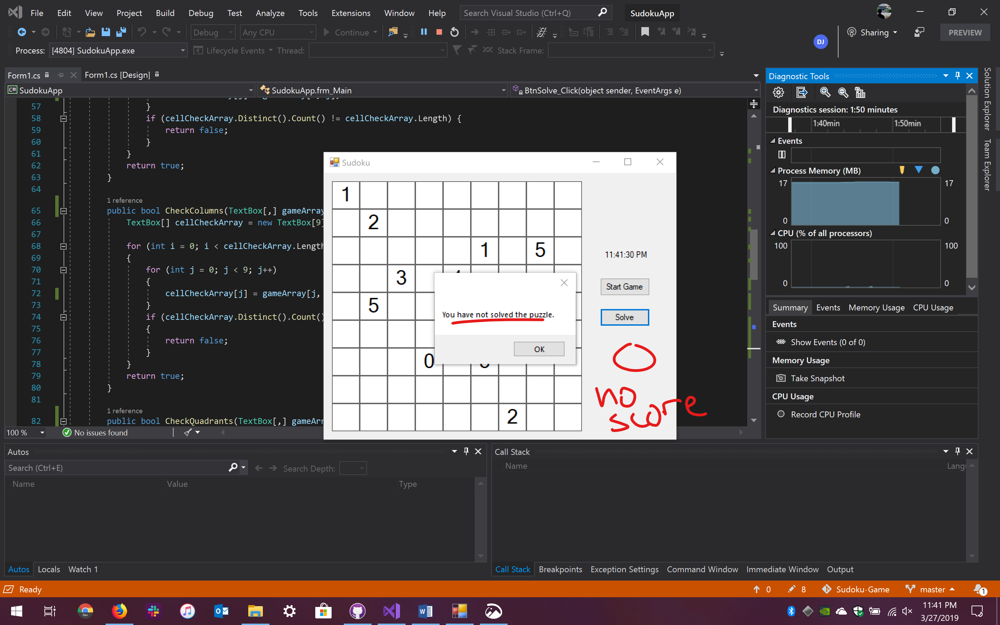 File Edit View Project Build Debug Test Analyze Tools Extensions Window Help Search Visual Studio (Ctrl+Q) SudokuApp
Debug Any CPU Continue DJ Sharing PREVIEW
Process: [4804] SudokuApp.exe Lifecycle Events Thread: Stack Frame:
Form1.cs Form1.cs [Design]
C# SudokuApp SudokuApp.frm_Main BtnSolve_Click(object sender, EventArgs e)
57 }
58 if (cellCheckArray.Distinct().Count() != cellCheckArray.Length) {
59 return false;
60 }
61 }
62 return true;
63 }
64
1 reference
65 public bool CheckColumns(TextBox[,] gameArray
66 TextBox[] cellCheckArray = new TextBox[9]
67
68 for (int i = 0; i < cellCheckArray.Length
69 {
70 for (int j = 0; j < 9; j++)
71 {
72 cellCheckArray[j] = gameArray[j,
73 }
74 if (cellCheckArray.Distinct().Count()
75 {
76 return false;
77 }
78 }
79 return true;
80 }
81
1 reference
82 public bool CheckQuadrants(TextBox[,] gameArr
100 % No issues found
Sudoku
1
2
1 5
3
5
0
2
11:41:30 PM
Start Game
Solve
You have not solved the puzzle.
OK
no
score
Diagnostic Tools
Diagnostics session: 1:50 minutes
1:40min 1:50min
Events
Process Memory (MB)
17 17
0 0
CPU (% of all processors)
100 100
0 0
Summary Events Memory Usage CPU Usage
Events
Show Events (0 of 0)
Memory Usage
Take Snapshot
CPU Usage
Record CPU Profile
Solution Explorer
Team Explorer
Autos
Search (Ctrl+E) Search Depth:
Name Value Type
Autos Locals Watch 1
Call Stack
Name
Call Stack Breakpoints Exception Settings Command Window Immediate Window Output
Ready 0 8 Sudoku-Game master 1
Dev
11:41 PM
3/27/2019